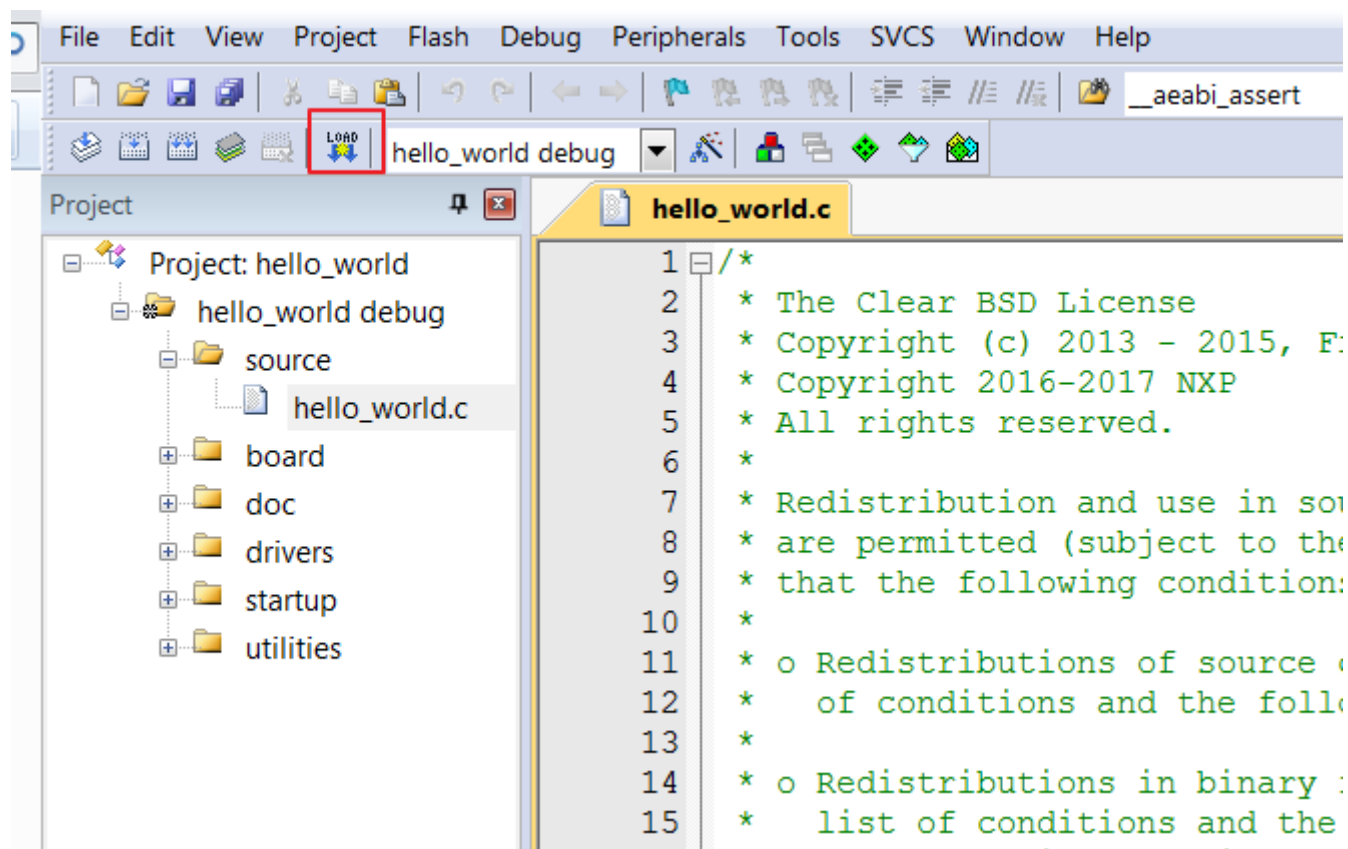 File Edit View Project Flash Debug Peripherals Tools SVCS Window Help
__aeabi_assert
LOAD hello_world debug
Project
hello_world.c
Project: hello_world
hello_world debug
source
hello_world.c
board
doc
drivers
startup
utilities
1 /*
2 * The Clear BSD License
3 * Copyright (c) 2013 - 2015,
4 * Copyright 2016-2017 NXP
5 * All rights reserved.
6 *
7 * Redistribution and use in
8 * are permitted (subject to
9 * that the following
10 *
11 * o Redistributions of source
12 * of conditions and the
13 *
14 * o Redistributions in binary
15 * list of conditions and the